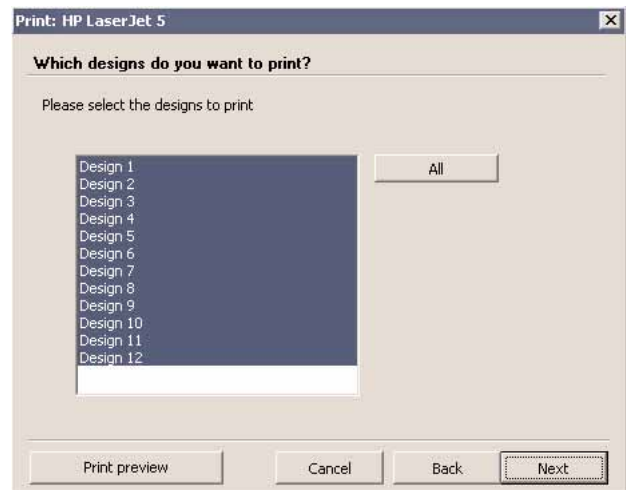 Print: HP LaserJet 5
Which designs do you want to print?
Please select the designs to print
Design 1
All
Design 2
Design 3
Design 4
Design 5
Design 6
Design 7
Design 8
Design 9
Design 10
Design 11
Design 12
Print preview Cancel Back Next